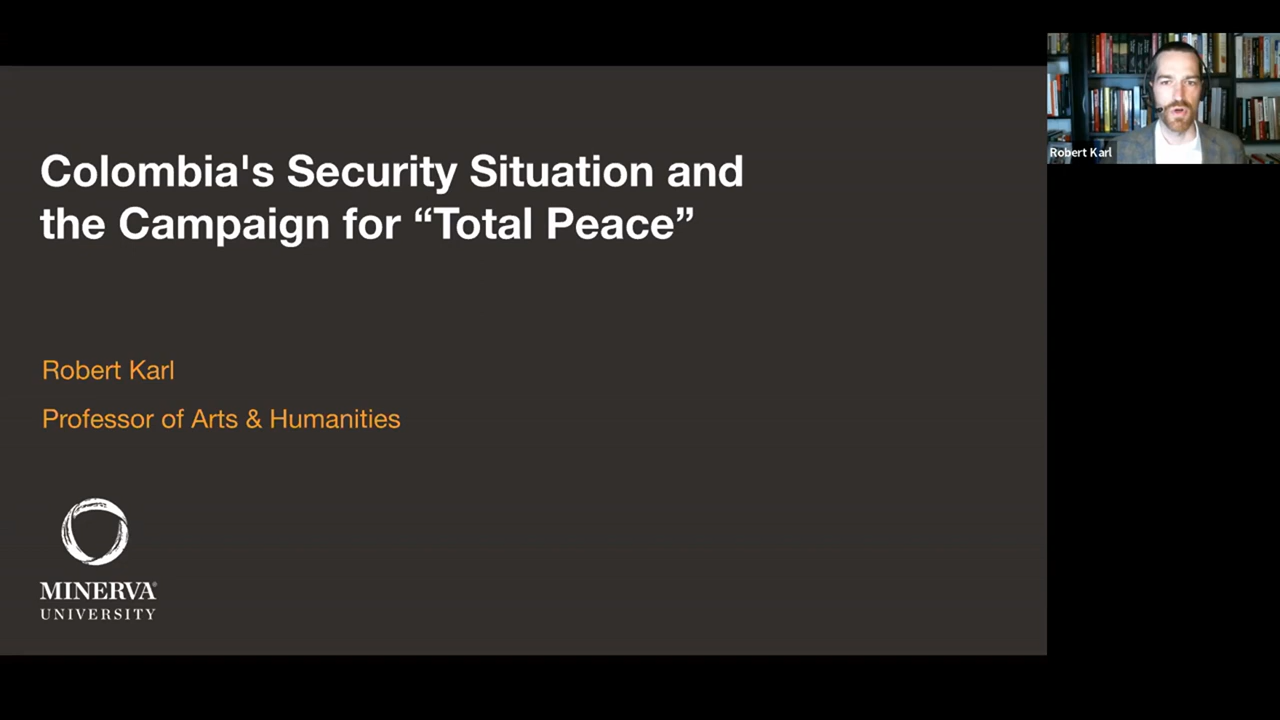 Colombia's Security Situation and
the Campaign for “Total Peace”
Robert Karl
Professor of Arts & Humanities
MINERVA®
UNIVERSITY
Robert Karl